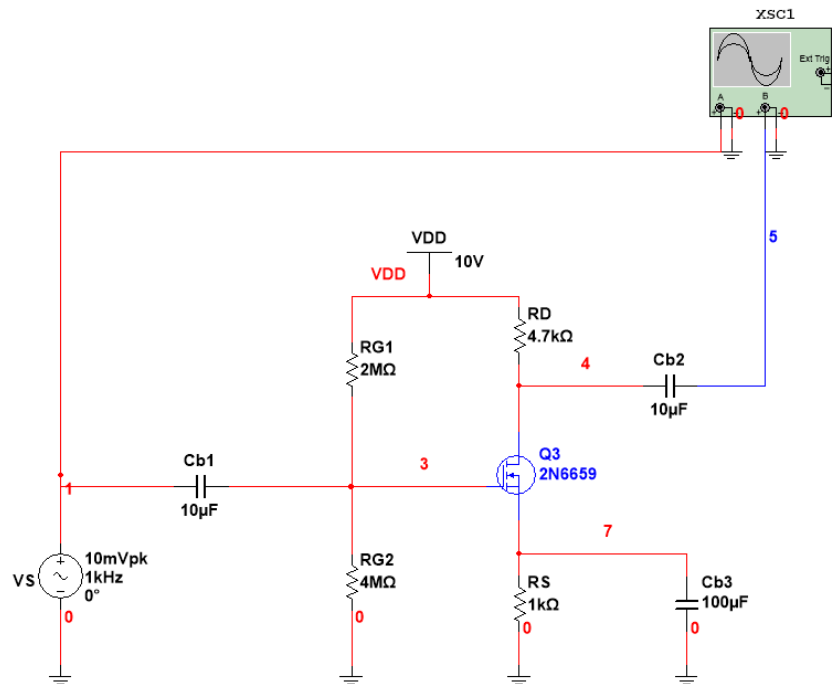 XSC1
Ext Trig
+
–
A
B
+
–
0
+
–
0
5
VDD
10V
VDD
RD
4.7kΩ
RG1
2MΩ
4
Cb2
10µF
Q3
2N6659
Cb1
10µF
3
1
7
10mVpk
1kHz
0°
VS
+
–
RG2
4MΩ
RS
1kΩ
Cb3
100µF
0
0
0
0